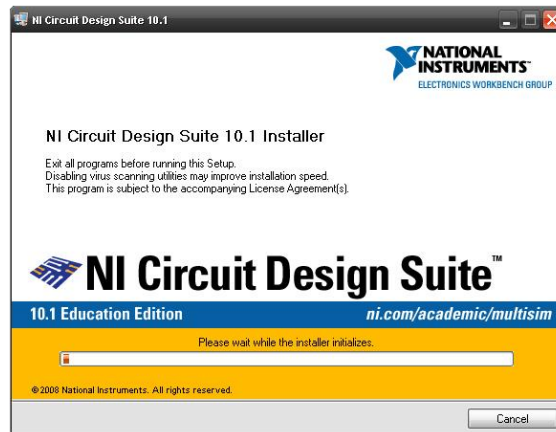 NI Circuit Design Suite 10.1
NATIONAL
INSTRUMENTS™
ELECTRONICS WORKBENCH GROUP
NI Circuit Design Suite 10.1 Installer
Exit all programs before running this Setup.
Disabling virus scanning utilities may improve installation speed.
This program is subject to the accompanying License Agreement(s).
NI Circuit Design Suite™
10.1 Education Edition ni.com/academic/multisim
Please wait while the installer initializes.
©2008 National Instruments. All rights reserved.
Cancel